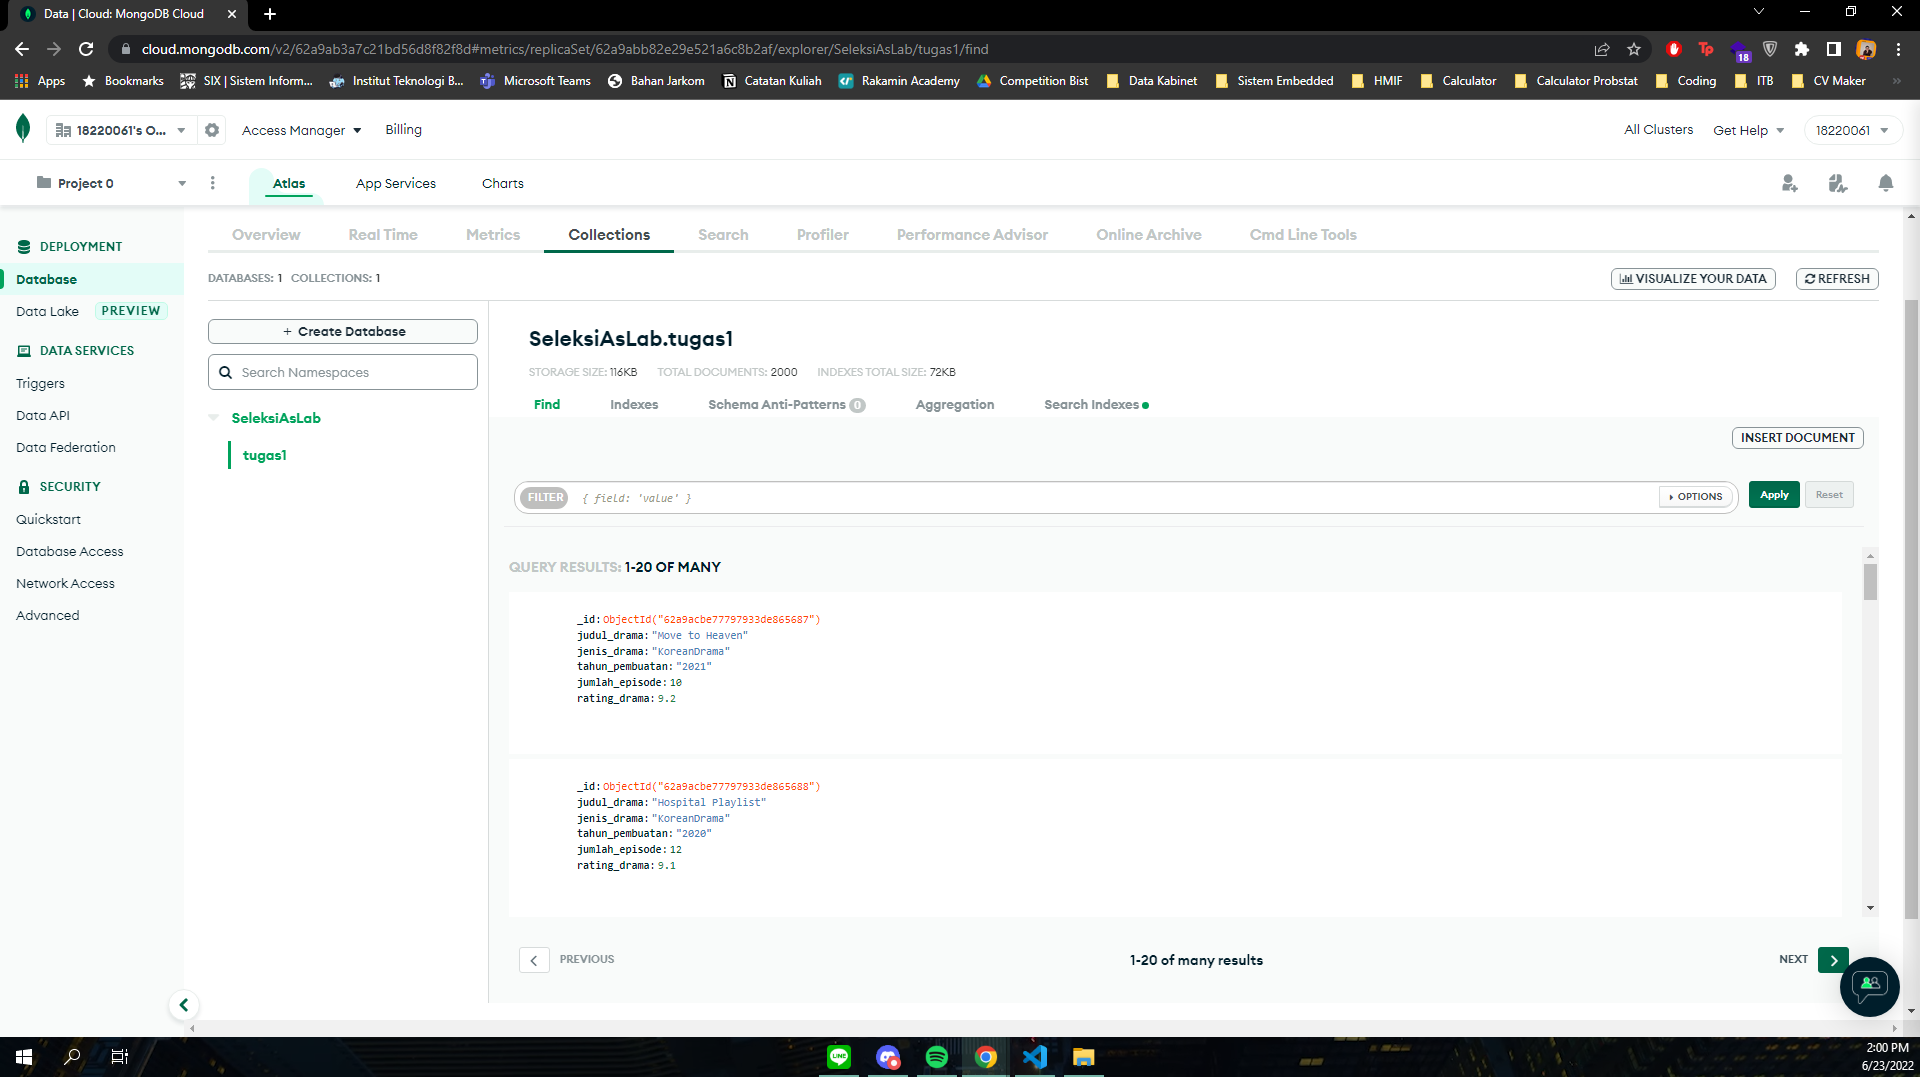 Data | Cloud: MongoDB Cloud
cloud.mongodb.com/v2/62a9ab3a7c21bd56d8f82f8d#metrics/replicaSet/62a9abb82e29e521a6c8b2af/explorer/SeleksiAsLab/tugas1/find
18
Apps
Bookmarks
SIX | Sistem Inform...
Institut Teknologi B...
Microsoft Teams
Bahan Jarkom
Catatan Kuliah
Rakamin Academy
Competition Bist
Data Kabinet
Sistem Embedded
HMIF
Calculator
Calculator Probstat
Coding
ITB
CV Maker
18220061's O...
Access Manager
Billing
All Clusters
Get Help
18220061
Project 0
Atlas
App Services
Charts
DEPLOYMENT
Database
Data Lake PREVIEW
DATA SERVICES
Triggers
Data API
Data Federation
SECURITY
Quickstart
Database Access
Network Access
Advanced
Overview
Real Time
Metrics
Collections
Search
Profiler
Performance Advisor
Online Archive
Cmd Line Tools
DATABASES: 1 COLLECTIONS: 1
VISUALIZE YOUR DATA
REFRESH
+ Create Database
Search Namespaces
SeleksiAsLab
tugas1
SeleksiAsLab.tugas1
STORAGE SIZE: 116KB TOTAL DOCUMENTS: 2000 INDEXES TOTAL SIZE: 72KB
Find
Indexes
Schema Anti-Patterns 0
Aggregation
Search Indexes
INSERT DOCUMENT
FILTER { field: 'value' }
OPTIONS
Apply
Reset
QUERY RESULTS: 1-20 OF MANY
_id: ObjectId("62a9acbe77797933de865687")
judul_drama: "Move to Heaven"
jenis_drama: "KoreanDrama"
tahun_pembuatan: "2021"
jumlah_episode: 10
rating_drama: 9.2
_id: ObjectId("62a9acbe77797933de865688")
judul_drama: "Hospital Playlist"
jenis_drama: "KoreanDrama"
tahun_pembuatan: "2020"
jumlah_episode: 12
rating_drama: 9.1
PREVIOUS
1-20 of many results
NEXT
LINE
2:00 PM
6/23/2022